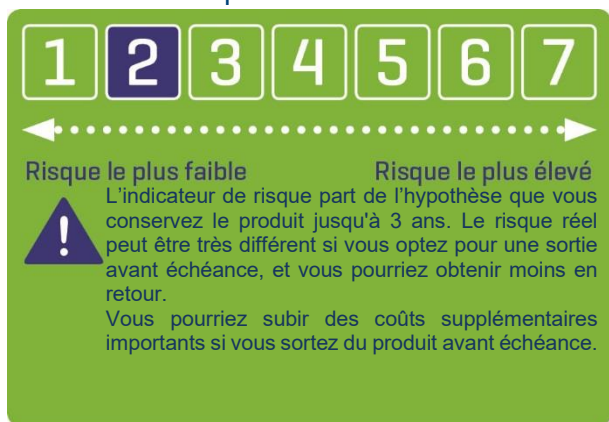 1 2 3 4 5 6 7
Risque le plus faible Risque le plus élevé
L’indicateur de risque part de l’hypothèse que vous
conservez le produit jusqu'à 3 ans. Le risque réel
peut être très différent si vous optez pour une sortie
avant échéance, et vous pourriez obtenir moins en
retour.
Vous pourriez subir des coûts supplémentaires
importants si vous sortez du produit avant échéance.